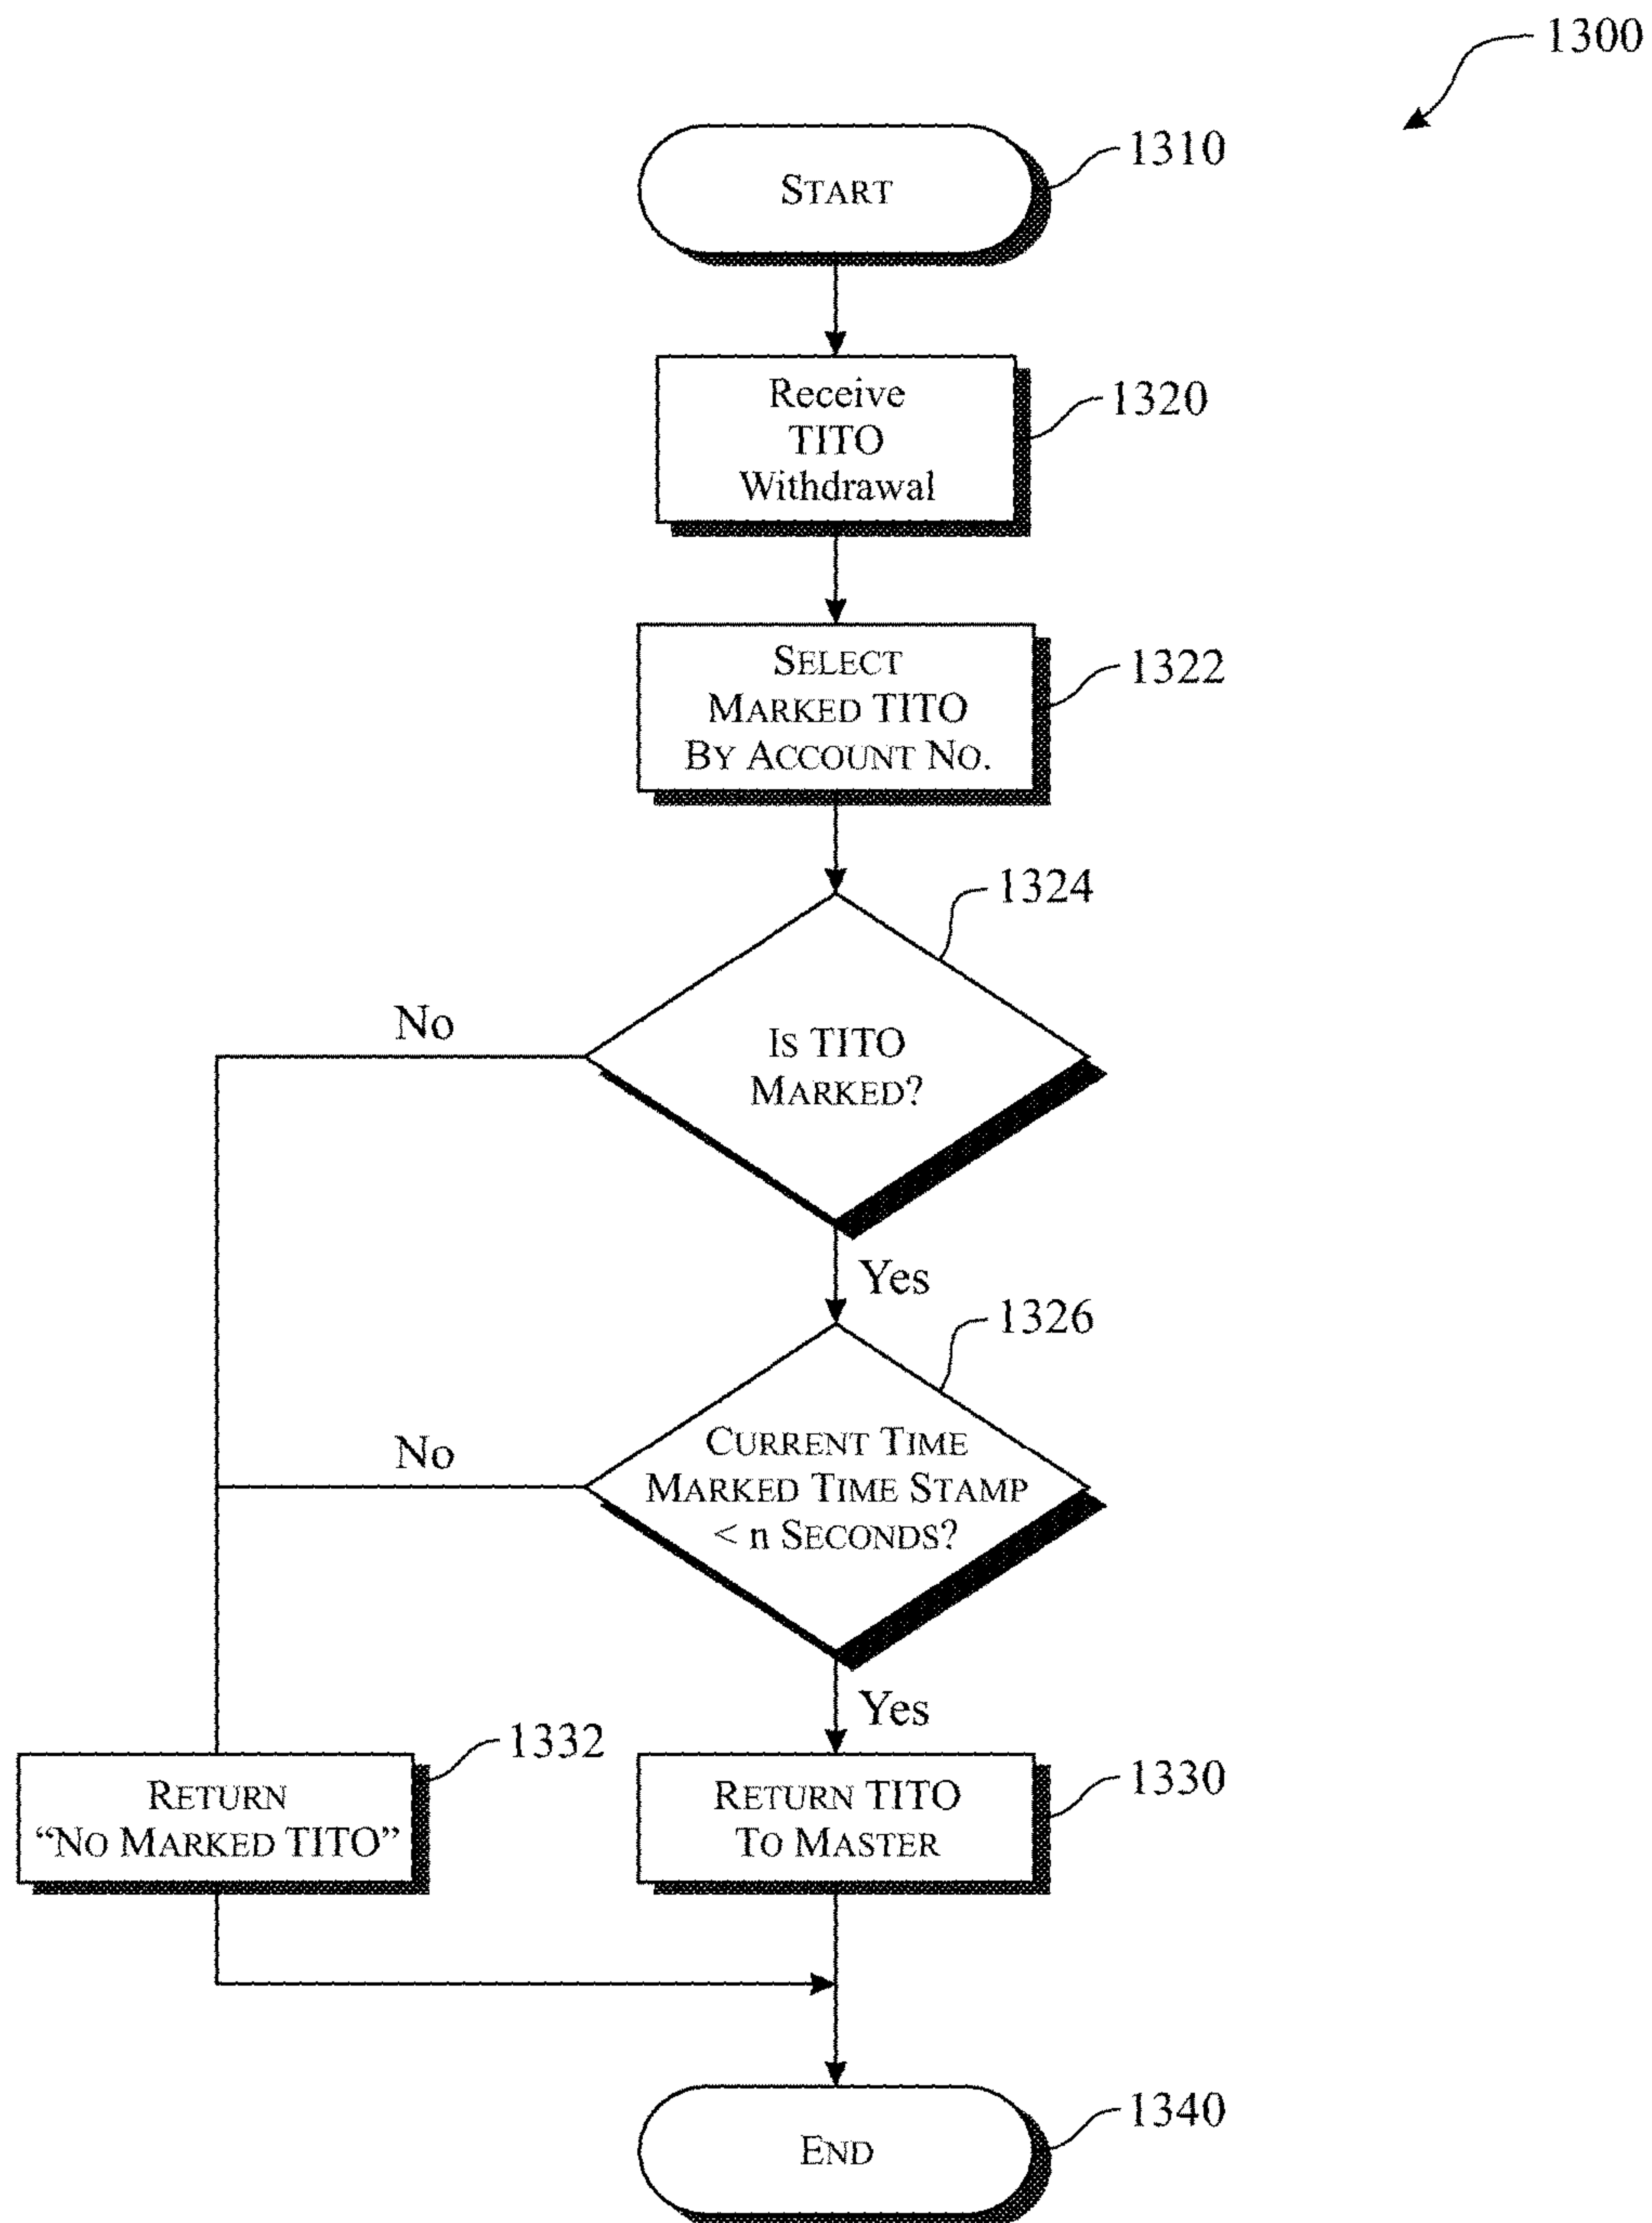 1300
START
1310
Receive
TITO
Withdrawal
1320
SELECT
MARKED TITO
BY ACCOUNT NO.
1322
1324
IS TITO
MARKED?
No
Yes
1326
CURRENT TIME
MARKED TIME STAMP
< n SECONDS?
No
Yes
1332
RETURN
“NO MARKED TITO”
RETURN TITO
TO MASTER
1330
END
1340